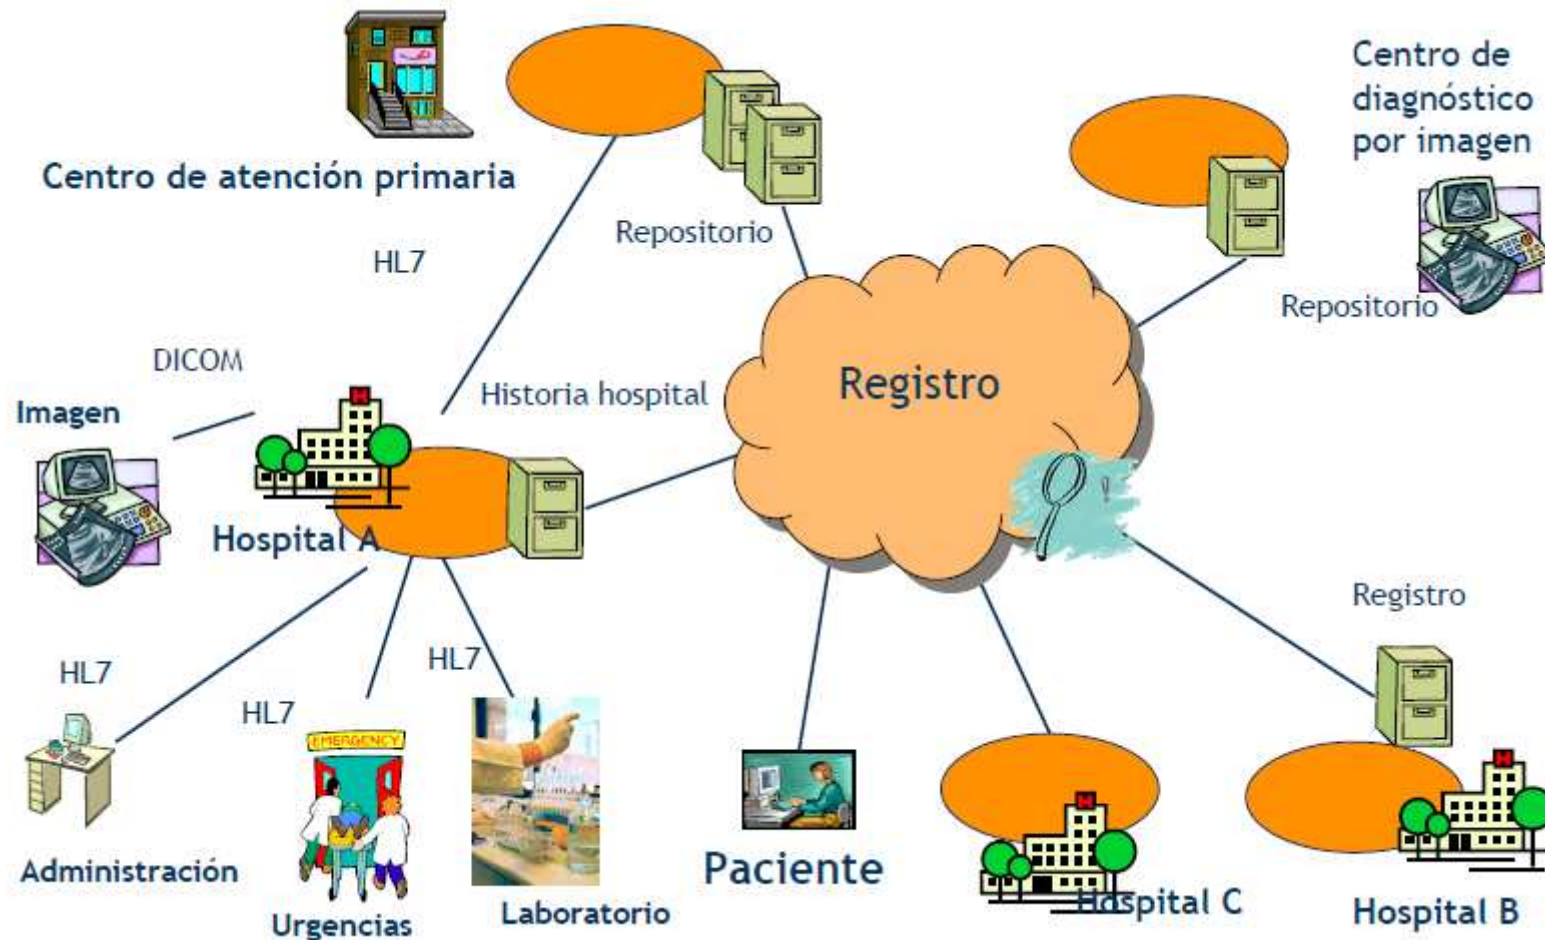 Centro de
diagnóstico
por imagen
Centro de atención primaria
Repositorio
HL7
Repositorio
DICOM
Historia hospital
Registro
Imagen
Hospital A
Registro
HL7
HL7
HL7
EMERGENCY
Administración
Urgencias
Laboratorio
Paciente
Hospital C
Hospital B
H
H
H
!